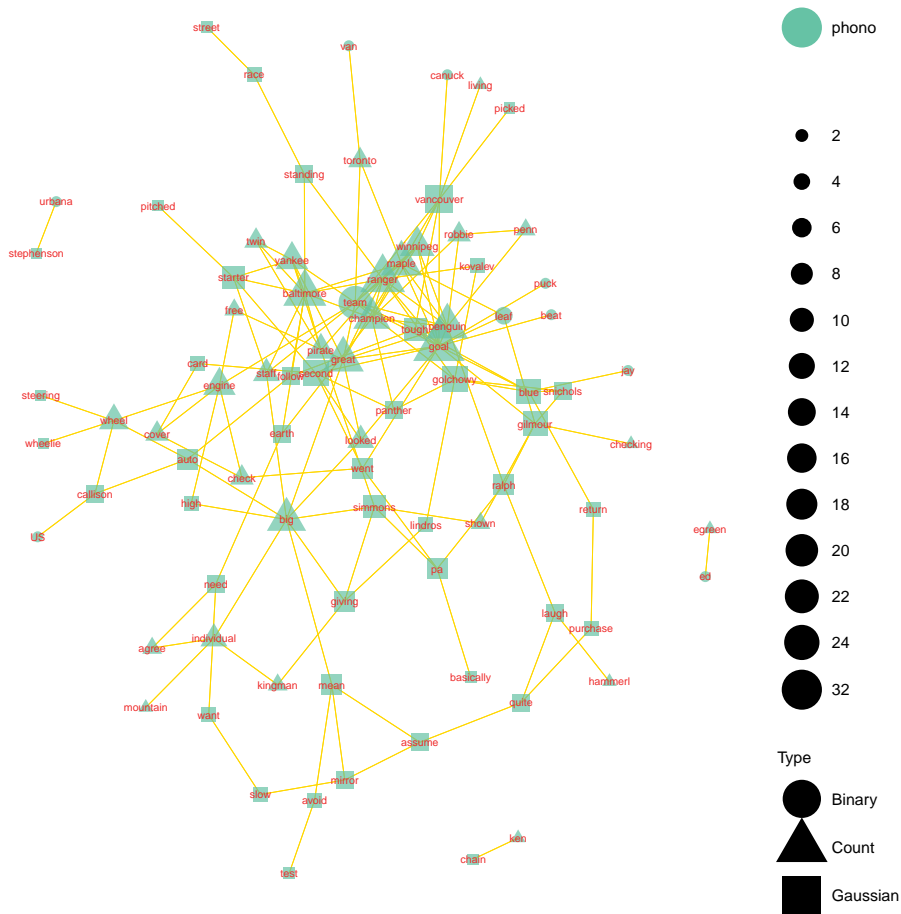 street
phono
van
race
canuck
living
picked
2
toronto
standing
4
vancouver
urbana
pitched
6
twin
robbie
penn
winnipeg
stephenson
yankee
maple
kovalev
8
starter
ranger
puck
baltimore
team
free
champion
leaf
beat
10
tough
penguin
pirate
goal
great
card
12
engine
staff
follow
second
golchowy
jay
steering
blue
snichols
panther
14
wheel
gilmour
cover
earth
wheelie
looked
checking
16
auto
went
check
callison
ralph
high
simmons
18
big
lindros
shown
return
egreen
US
20
pa
ed
need
22
giving
laugh
purchase
individual
24
agree
basically
hammerl
kingman
mean
32
mountain
want
quite
assume
Type
mirror
slow
avoid
Binary
ken
Count
chain
test
Gaussian